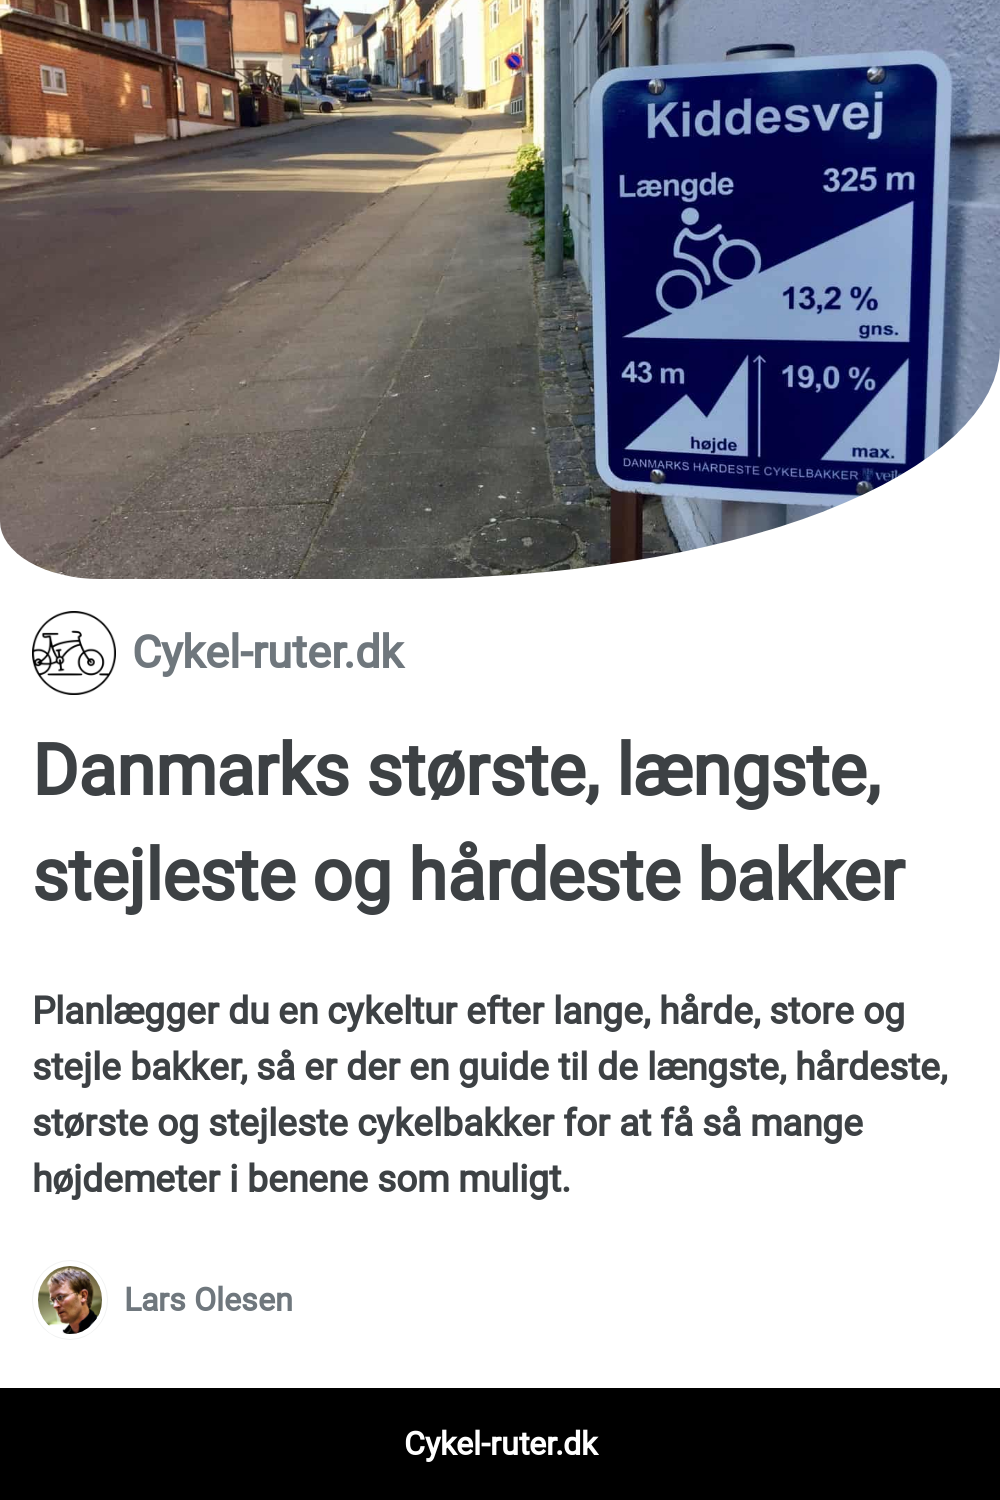 Kiddesvej
Længde 325 m
13,2 %
gns.
43 m 19,0 %
højde max.
DANMARKS HÅRDESTE CYKELBAKKER
Cykel-ruter.dk
Danmarks største, længste,
stejleste og hårdeste bakker
Planlægger du en cykeltur efter lange, hårde, store og
stejle bakker, så er der en guide til de længste, hårdeste,
største og stejleste cykelbakker for at få så mange
højdemeter i benene som muligt.
Lars Olesen
Cykel-ruter.dk